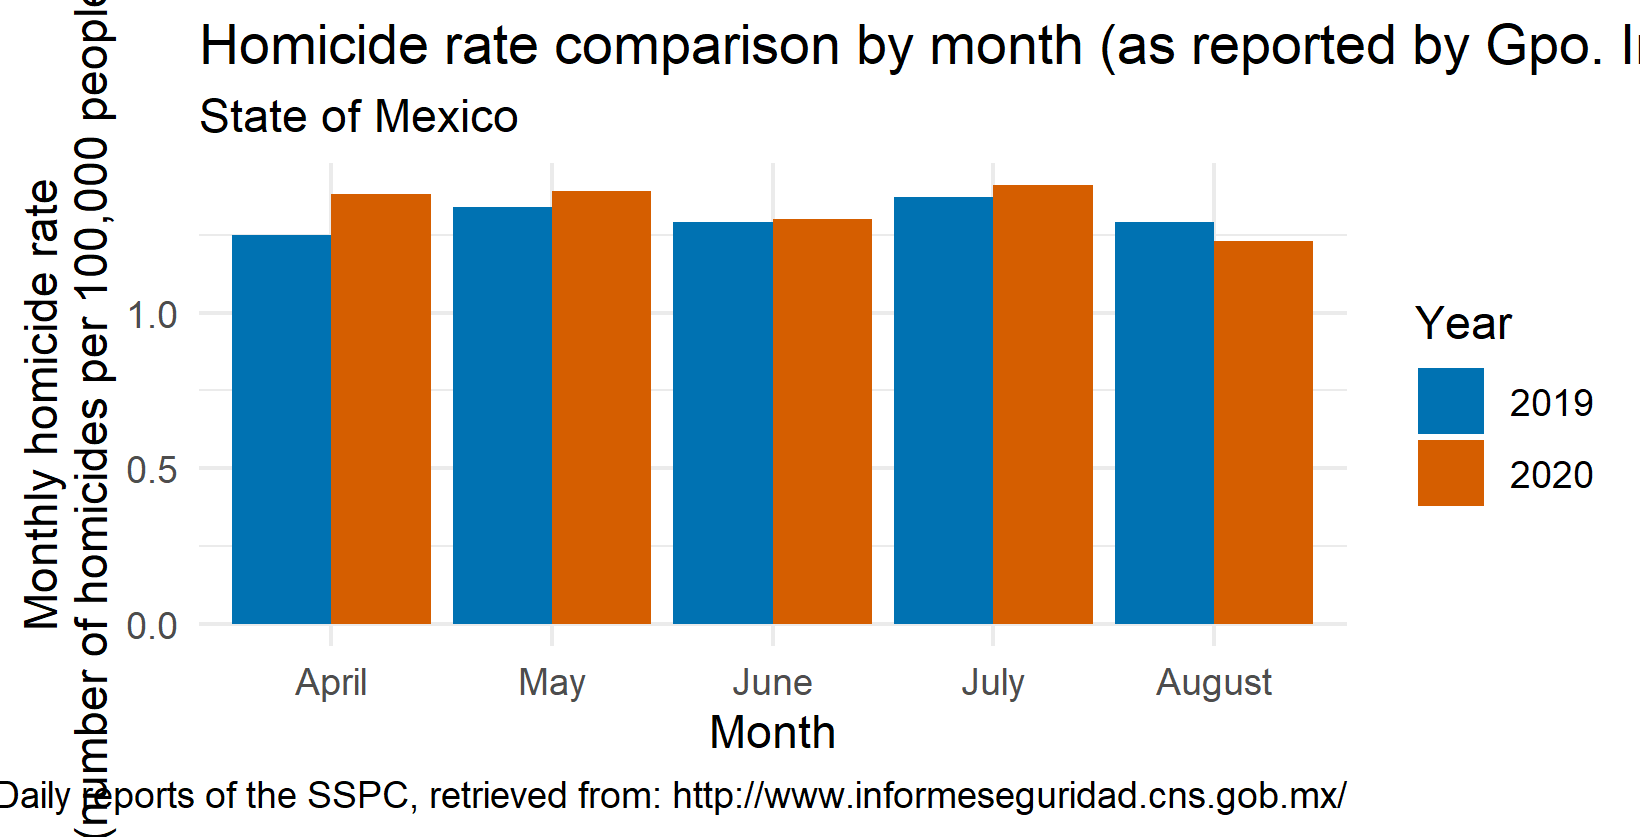 Homicide rate comparison by month (as reported by Gpo.
State of Mexico
Monthly homicide rate
(number of homicides per 100,000 people
1.0
0.5
0.0
April May June July August
Month
Year
2019
2020
Daily reports of the SSPC, retrieved from: http://www.informeseguridad.cns.gob.mx/